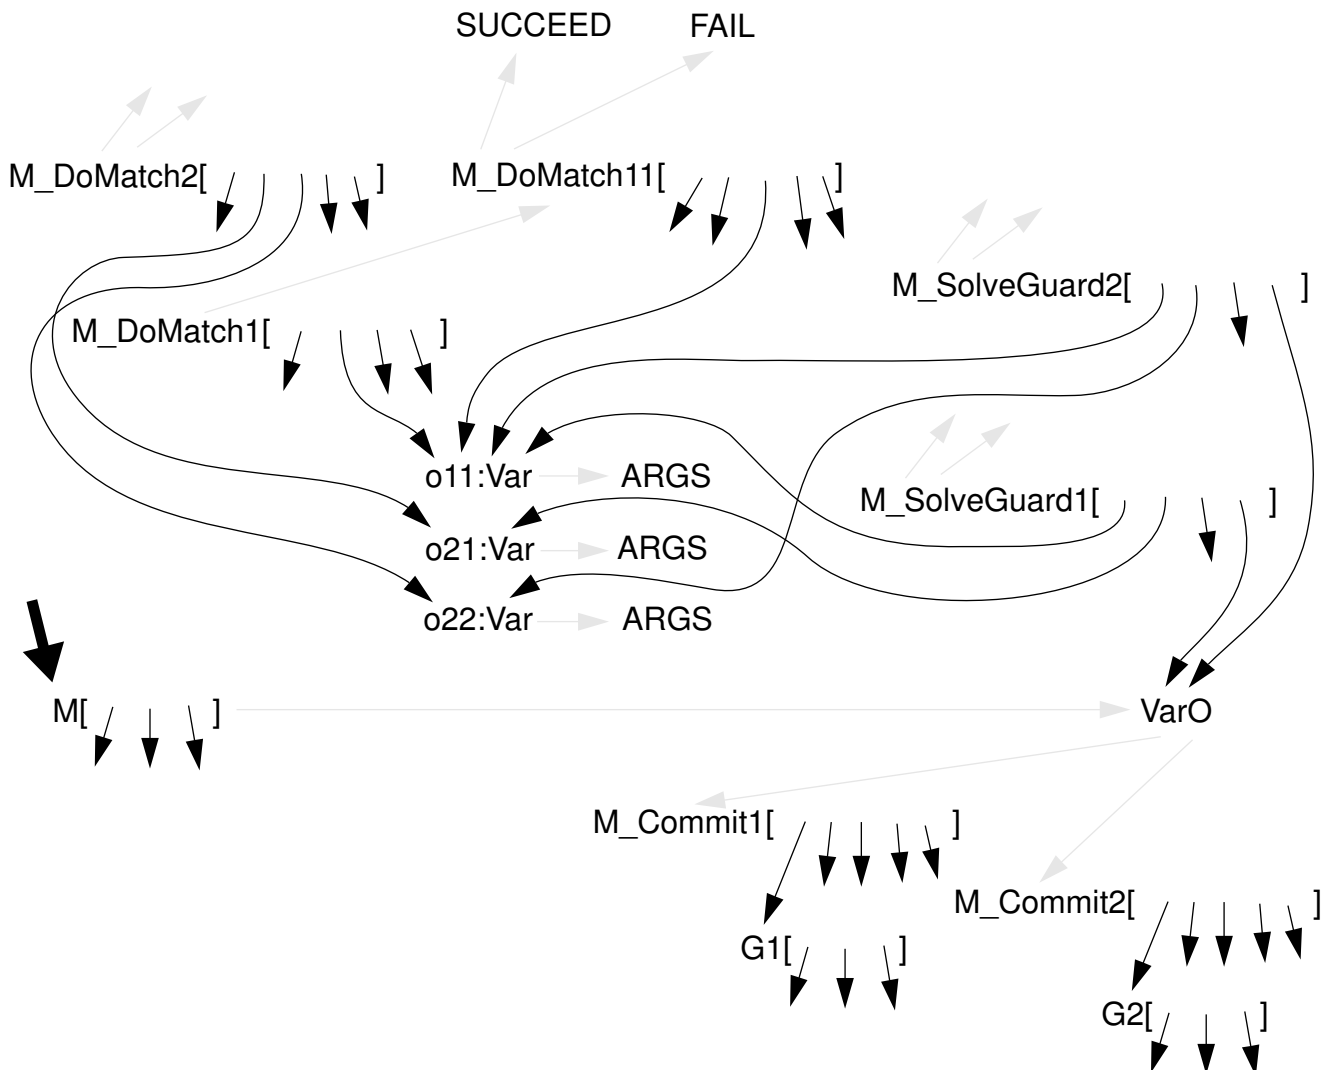 SUCCEED FAIL
M_DoMatch2[ ]
M_DoMatch11[ ]
M_SolveGuard2[ ]
M_DoMatch1[ ]
o11:Var ARGS
M_SolveGuard1[ ]
o21:Var ARGS
o22:Var ARGS
M[ ]
VarO
M_Commit1[ ]
M_Commit2[ ]
G1[ ]
G2[ ]